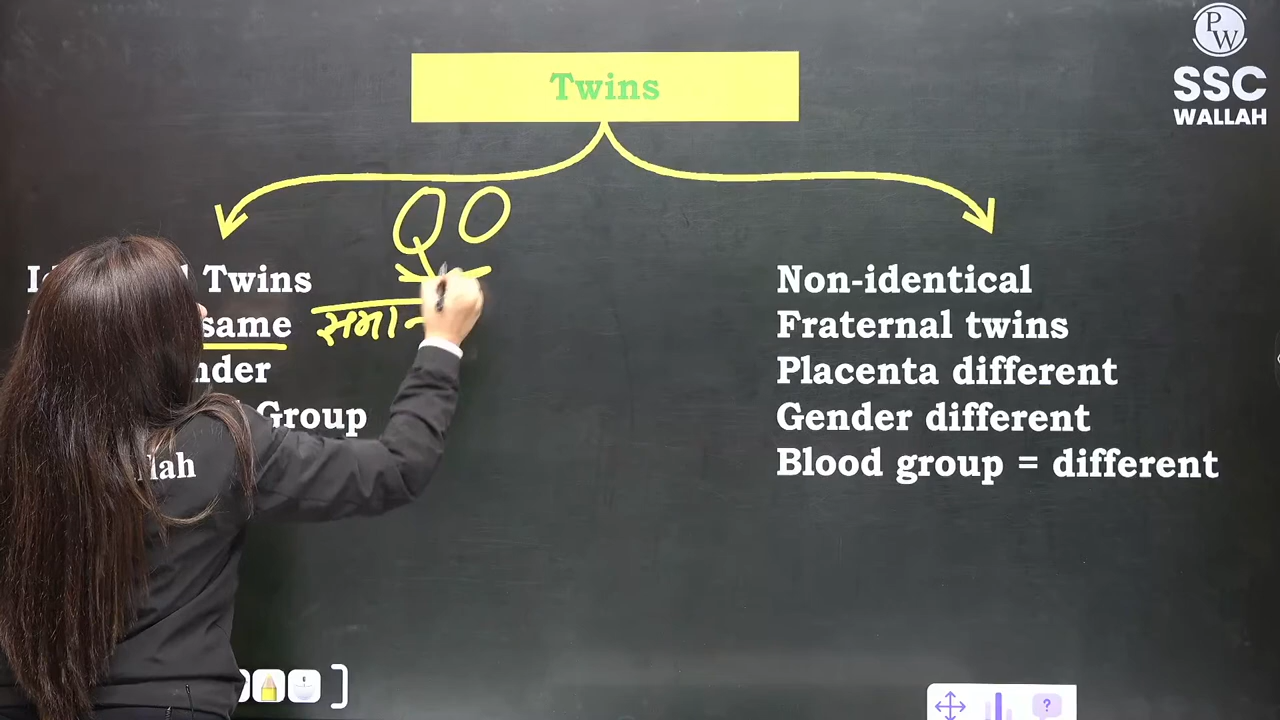 PW
SSC
WALLAH
Twins
Twins
same
समान
Group
lah
Non-identical
Fraternal twins
Placenta different
Gender different
Blood group = different